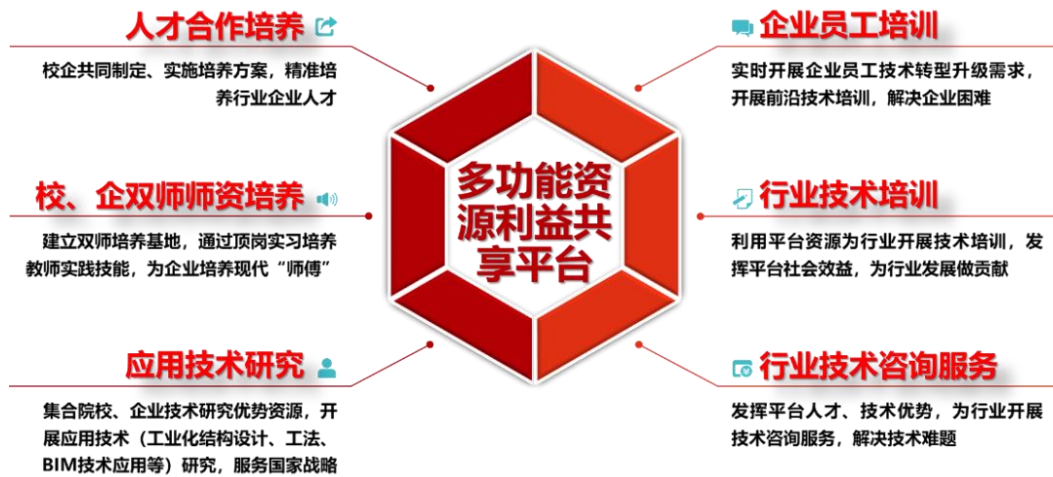 人才合作培养
校企共同制定、实施培养方案，精准培
养行业企业人才
校、企双师师资培养
建立双师培养基地，通过顶岗实习培养
教师实践技能，为企业培养现代“师傅”
应用技术研究
集合院校、企业技术研究优势资源，开
展应用技术（工业化结构设计、工法、
BIM技术应用等）研究，服务国家战略
多功能资
源利益共
享平台
企业员工培训
实时开展企业员工技术转型升级需求，
开展前沿技术培训，解决企业困难
行业技术培训
利用平台资源为行业开展技术培训，发
挥平台社会效益，为行业发展做贡献
行业技术咨询服务
发挥平台人才、技术优势，为行业开展
技术咨询服务，解决技术难题